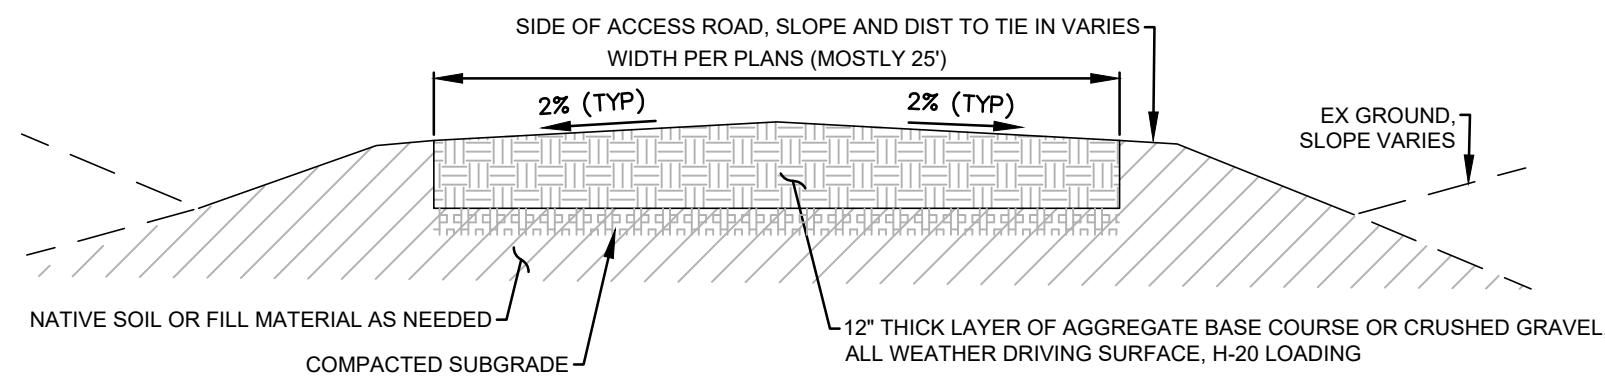 SIDE OF ACCESS ROAD, SLOPE AND DIST TO TIE IN VARIES
WIDTH PER PLANS (MOSTLY 25')
2% (TYP)
2% (TYP)
EX GROUND,
SLOPE VARIES
NATIVE SOIL OR FILL MATERIAL AS NEEDED
COMPACTED SUBGRADE
12" THICK LAYER OF AGGREGATE BASE COURSE OR CRUSHED GRAVEL,
ALL WEATHER DRIVING SURFACE, H-20 LOADING